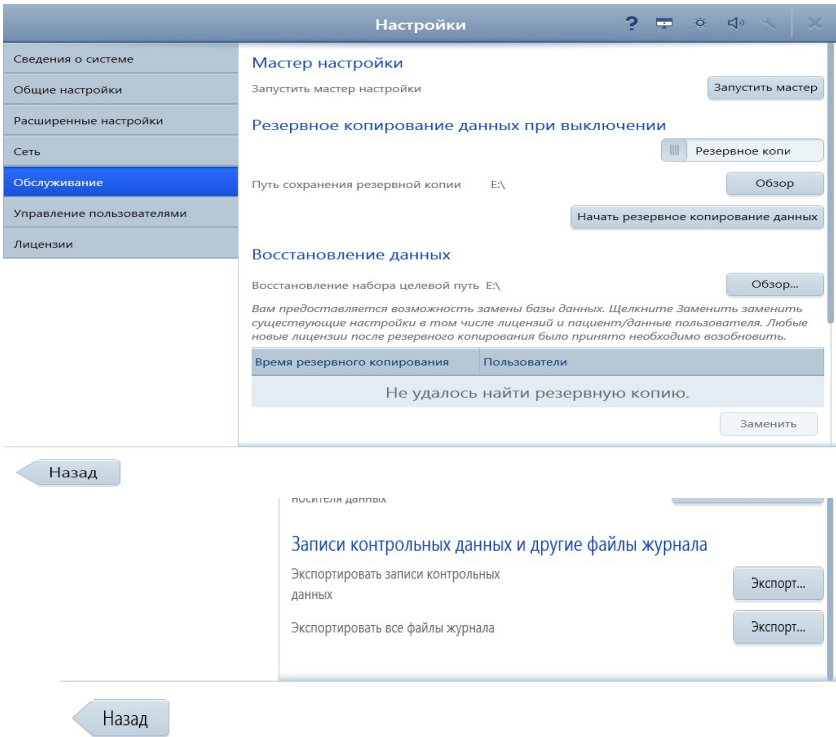 Настройки
?
Сведения о системе
Общие настройки
Расширенные настройки
Сеть
Обслуживание
Управление пользователями
Лицензии
Мастер настройки
Запустить мастер настройки
Запустить мастер
Резервное копирование данных при выключении
Резервное копи
Путь сохранения резервной копии E:\
Обзор
Начать резервное копирование данных
Восстановление данных
Восстановление набора целевой путь E:\
Обзор...
Вам предоставляется возможность замены базы данных. Щелкните Заменить заменить
существующие настройки в том числе лицензий и пациент/данные пользователя. Любые
новые лицензии после резервного копирования было принято необходимо возобновить.
Время резервного копирования Пользователи
Не удалось найти резервную копию.
Заменить
Назад
носителя данных
Записи контрольных данных и другие файлы журнала
Экспортировать записи контрольных
данных
Экспорт...
Экспортировать все файлы журнала
Экспорт...
Назад